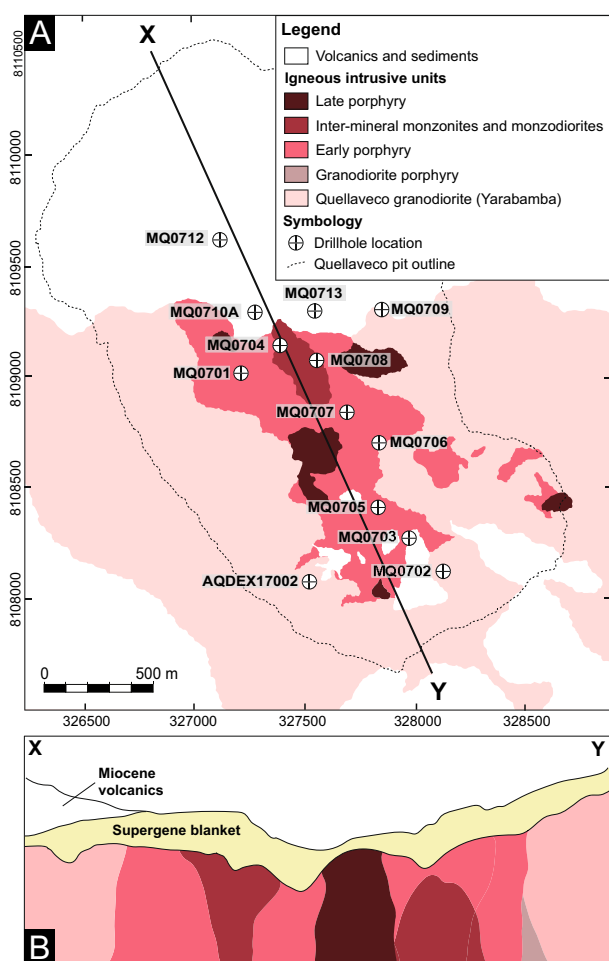 A
X
Legend
Volcanics and sediments
Igneous intrusive units
Late porphyry
Inter-mineral monzonites and monzodiorites
Early porphyry
Granodiorite porphyry
Quellaveco granodiorite (Yarabamba)
Symbology
Drillhole location
Quellaveco pit outline
8110500
8110000
8109500
8109000
8108500
8108000
MQ0712
MQ0713
MQ0710A
MQ0709
MQ0704
MQ0708
MQ0701
MQ0707
MQ0706
MQ0705
MQ0703
MQ0702
AQDEX17002
0 500 m
Y
326500 327000 327500 328000 328500
X Y
Miocene
volcanics
Supergene blanket
B